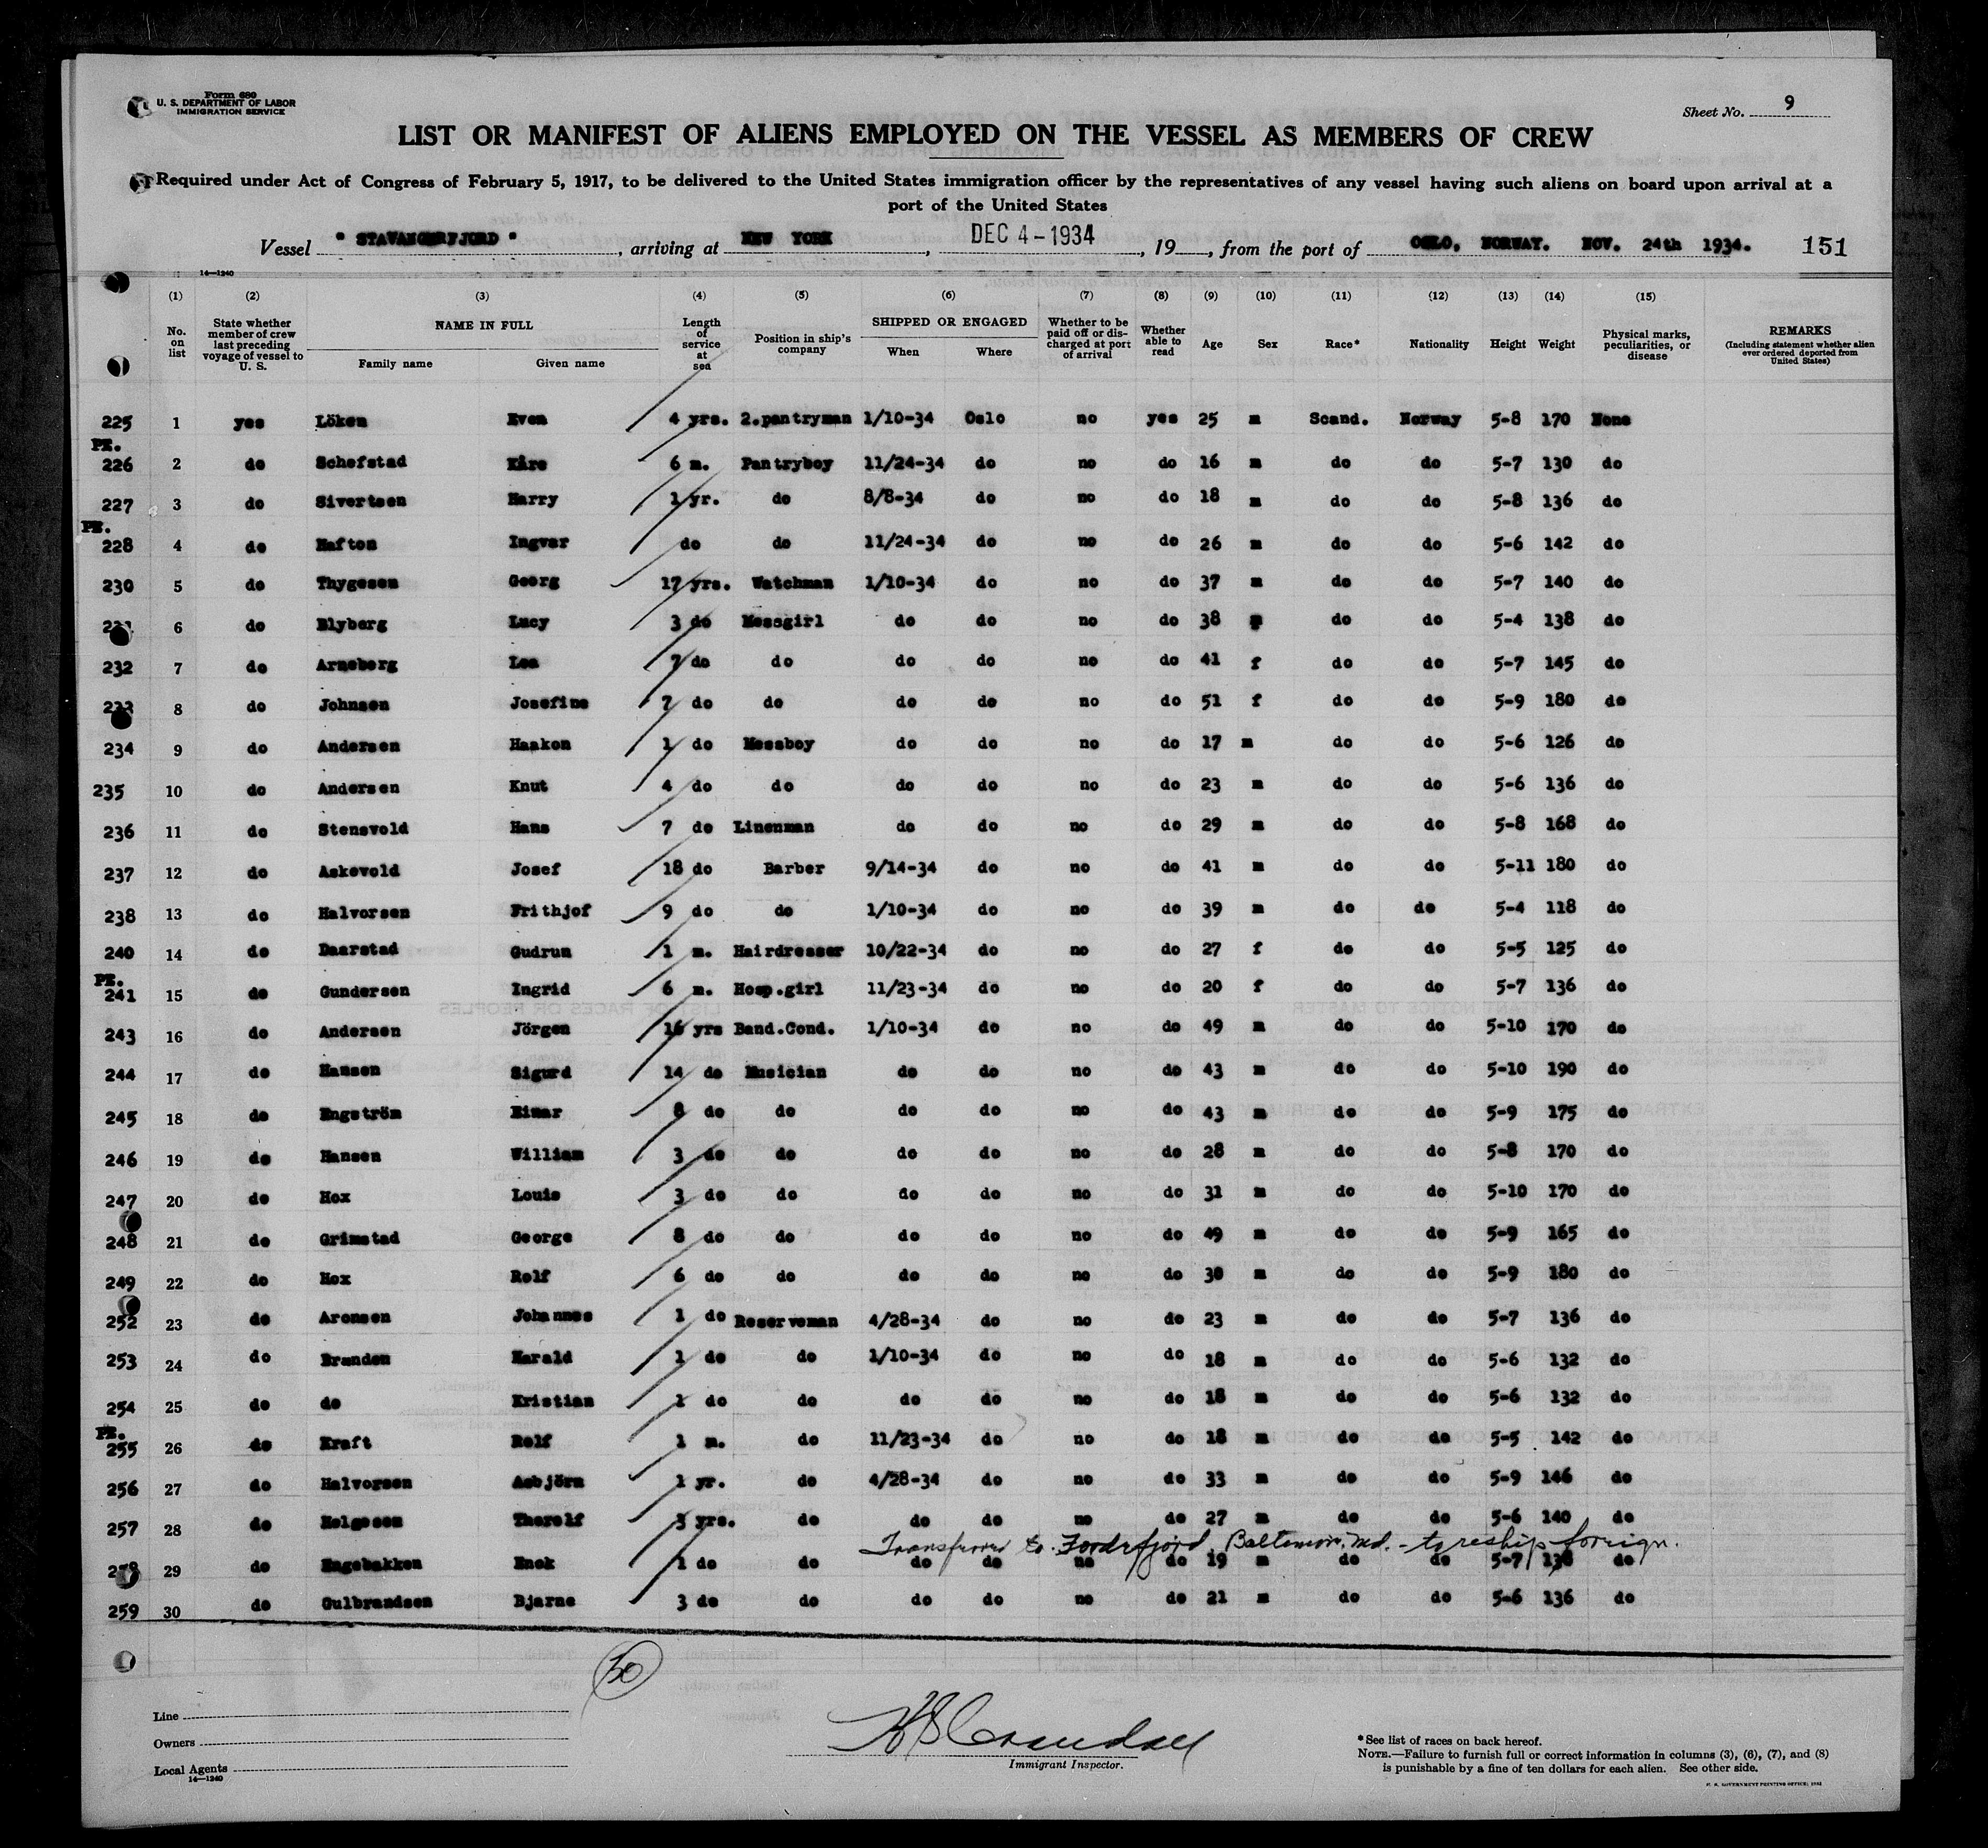 Form 680
U. S. DEPARTMENT OF LABOR
IMMIGRATION SERVICE
Sheet No. 9
LIST OR MANIFEST OF ALIENS EMPLOYED ON THE VESSEL AS MEMBERS OF CREW
Required under Act of Congress of February 5, 1917, to be delivered to the United States immigration officer by the representatives of any vessel having such aliens on board upon arrival at a
port of the United States
Vessel " STAVANGERFJORD ", arriving at NEW YORK, DEC 4-1934, 19, from the port of OSLO, NORWAY. NOV. 24th 1934. 151
14—1240
(1) (2) (3) (4) (5) (6) (7) (8) (9) (10) (11) (12) (13) (14) (15)
No. on list State whether member of crew last preceding voyage of vessel to U. S. NAME IN FULL Family name Given name Length of service at sea Position in ship's company SHIPPED OR ENGAGED When Where Whether to be paid off or discharged at port of arrival Whether able to read Age Sex Race* Nationality Height Weight Physical marks, peculiarities, or disease REMARKS (Including statement whether alien ever ordered deported from United States)
225 1 yes Löken Even 4 yrs. 2.pantryman 1/10-34 Oslo no yes 25 m Scand. Norway 5-8 170 None
PE.
226 2 do Schefstad Kåre 6 m. Pantryboy 11/24-34 do no do 16 m do do 5-7 130 do
227 3 do Sivertsen Harry 1 yr. do 8/8-34 do no do 18 m do do 5-8 136 do
PE.
228 4 do Hafton Ingvar do do 11/24-34 do no do 26 m do do 5-6 142 do
230 5 do Thygesen Georg 17 yrs. Watchman 1/10-34 do no do 37 m do do 5-7 140 do
6 do Blyberg Lucy 3 do Messgirl do do no do 38 do do 5-4 138 do
232 7 do Arneberg Lea 7 do do do do no do 41 f do do 5-7 145 do
233 8 do Johnsen Josefine 7 do do do do no do 51 f do do 5-9 180 do
234 9 do Andersen Haakon 1 do Messboy do do no do 17 m do do 5-6 126 do
235 10 do Andersen Knut 4 do do do do no do 23 m do do 5-6 136 do
236 11 do Stensvold Hans 7 do Linenman do do no do 29 m do do 5-8 168 do
237 12 do Askevold Josef 18 do Barber 9/14-34 do no do 41 m do do 5-11 180 do
238 13 do Halvorsen Frithjof 9 do do 1/10-34 do no do 39 m do do 5-4 118 do
240 14 do Daarstad Gudrun 1 m. Hairdresser 10/22-34 do no do 27 f do do 5-5 125 do
PE.
241 15 do Gundersen Ingrid 6 m. Hosp.girl 11/23-34 do no do 20 f do do 5-7 136 do
243 16 do Andersen Jörgen 16 yrs Band.Cond. 1/10-34 do no do 49 m do do 5-10 170 do
244 17 do Hansen Sigurd 14 do Musician do do no do 43 m do do 5-10 190 do
245 18 do Engström Einar 8 do do do do no do 43 m do do 5-9 175 do
246 19 do Hansen William 3 do do do do no do 28 m do do 5-8 170 do
247 20 do Hox Louis 3 do do do do no do 31 m do do 5-10 170 do
248 21 do Grimstad George 8 do do do do no do 49 m do do 5-9 165 do
249 22 do Hox Rolf 6 do do do do no do 30 m do do 5-9 180 do
252 23 do Aronsen Johannes 1 do Reserveman 4/28-34 do no do 23 m do do 5-7 136 do
253 24 do Branden Harald 1 do do 1/10-34 do no do 18 m do do 5-6 132 do
254 25 do do Kristian 1 do do do do no do 18 m do do 5-6 132 do
PE.
255 26 do Kraft Rolf 1 m. do 11/23-34 do no do 18 m do do 5-5 142 do
256 27 do Halvorsen Asbjörn 1 yr. do 4/28-34 do no do 33 m do do 5-9 146 do
257 28 do Helgesen Thorolf 3 yrs. do do do no do 27 m do do 5-6 140 do
Transferred to Fordefjord, Baltimore, Md. - to reship foreign.
258 29 do Hagebakken Enok 1 do do do do no do 19 m do do 5-7 do
259 30 do Gulbrandsen Bjarne 3 do do do do no do 21 m do do 5-6 136 do
Line
Owners
Local Agents
14—1240
Immigrant Inspector.
*See list of races on back hereof.
NOTE.—Failure to furnish full or correct information in columns (3), (6), (7), and (8)
is punishable by a fine of ten dollars for each alien. See other side.
U. S. GOVERNMENT PRINTING OFFICE: 1932